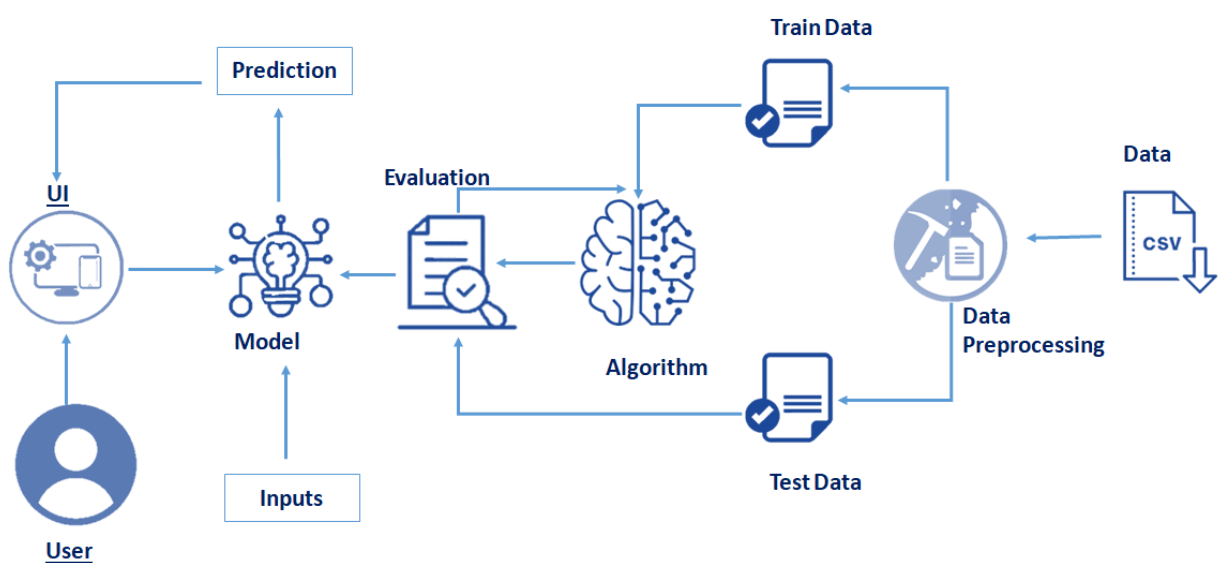 Train Data
Prediction
Data
Evaluation
UI
CSV
Data
Preprocessing
Model
Algorithm
Test Data
Inputs
User